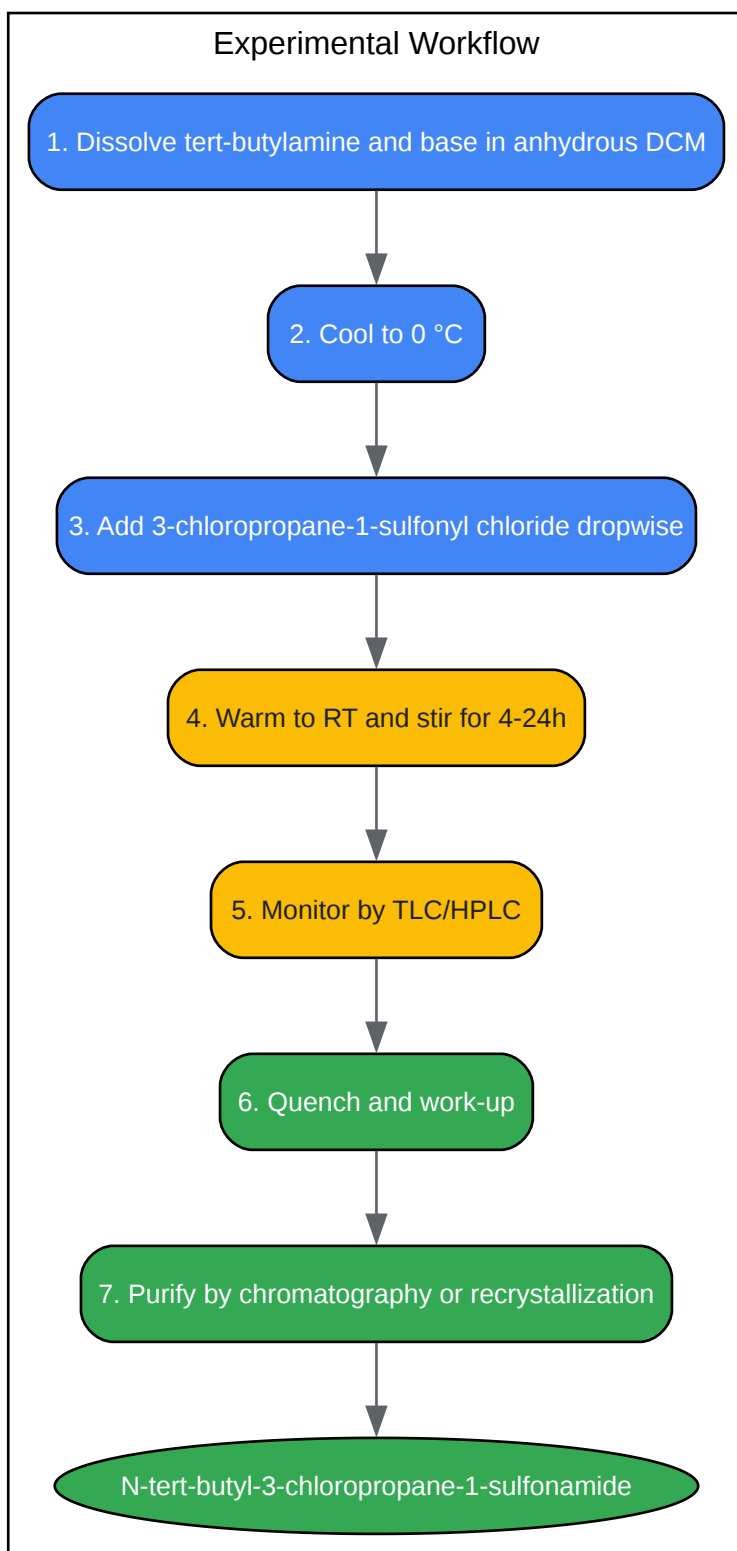 Experimental Workflow
1. Dissolve tert-butylamine and base in anhydrous DCM
2. Cool to 0 °C
3. Add 3-chloropropane-1-sulfonyl chloride dropwise
4. Warm to RT and stir for 4-24h
5. Monitor by TLC/HPLC
6. Quench and work-up
7. Purify by chromatography or recrystallization
N-tert-butyl-3-chloropropane-1-sulfonamide